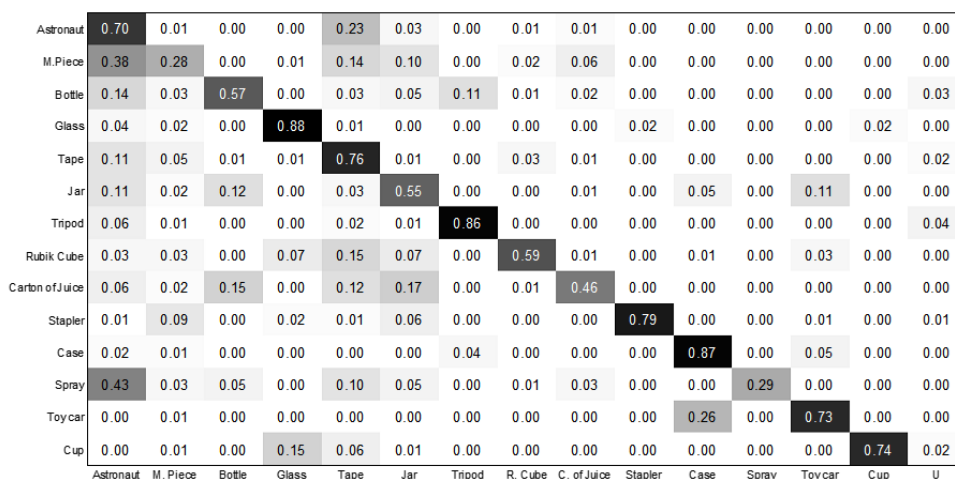 Astronaut 0.70 0.01 0.00 0.00 0.23 0.03 0.00 0.01 0.01 0.00 0.00 0.00 0.00 0.00 0.00
M.Piece 0.38 0.28 0.00 0.01 0.14 0.10 0.00 0.02 0.06 0.00 0.00 0.00 0.00 0.00 0.00
Bottle 0.14 0.03 0.57 0.00 0.03 0.05 0.11 0.01 0.02 0.00 0.00 0.00 0.00 0.00 0.03
Glass 0.04 0.02 0.00 0.88 0.01 0.00 0.00 0.00 0.00 0.02 0.00 0.00 0.00 0.02 0.00
Tape 0.11 0.05 0.01 0.01 0.76 0.01 0.00 0.03 0.01 0.00 0.00 0.00 0.00 0.00 0.02
Jar 0.11 0.02 0.12 0.00 0.03 0.55 0.00 0.00 0.01 0.00 0.05 0.00 0.11 0.00 0.00
Tripod 0.06 0.01 0.00 0.00 0.02 0.01 0.86 0.00 0.00 0.00 0.00 0.00 0.00 0.00 0.04
Rubik Cube 0.03 0.03 0.00 0.07 0.15 0.07 0.00 0.59 0.01 0.00 0.01 0.00 0.03 0.00 0.00
Carton of Juice 0.06 0.02 0.15 0.00 0.12 0.17 0.00 0.01 0.46 0.00 0.00 0.00 0.00 0.00 0.00
Stapler 0.01 0.09 0.00 0.02 0.01 0.06 0.00 0.00 0.00 0.79 0.00 0.00 0.01 0.00 0.01
Case 0.02 0.01 0.00 0.00 0.00 0.00 0.04 0.00 0.00 0.00 0.87 0.00 0.05 0.00 0.00
Spray 0.43 0.03 0.05 0.00 0.10 0.05 0.00 0.01 0.03 0.00 0.00 0.29 0.00 0.00 0.00
Toy car 0.00 0.01 0.00 0.00 0.00 0.00 0.00 0.00 0.00 0.00 0.26 0.00 0.73 0.00 0.00
Cup 0.00 0.01 0.00 0.15 0.06 0.01 0.00 0.00 0.00 0.00 0.00 0.00 0.00 0.74 0.02
Astronaut M. Piece Bottle Glass Tape Jar Tripod R. Cube C. of Juice Stapler Case Spray Toy car Cup U